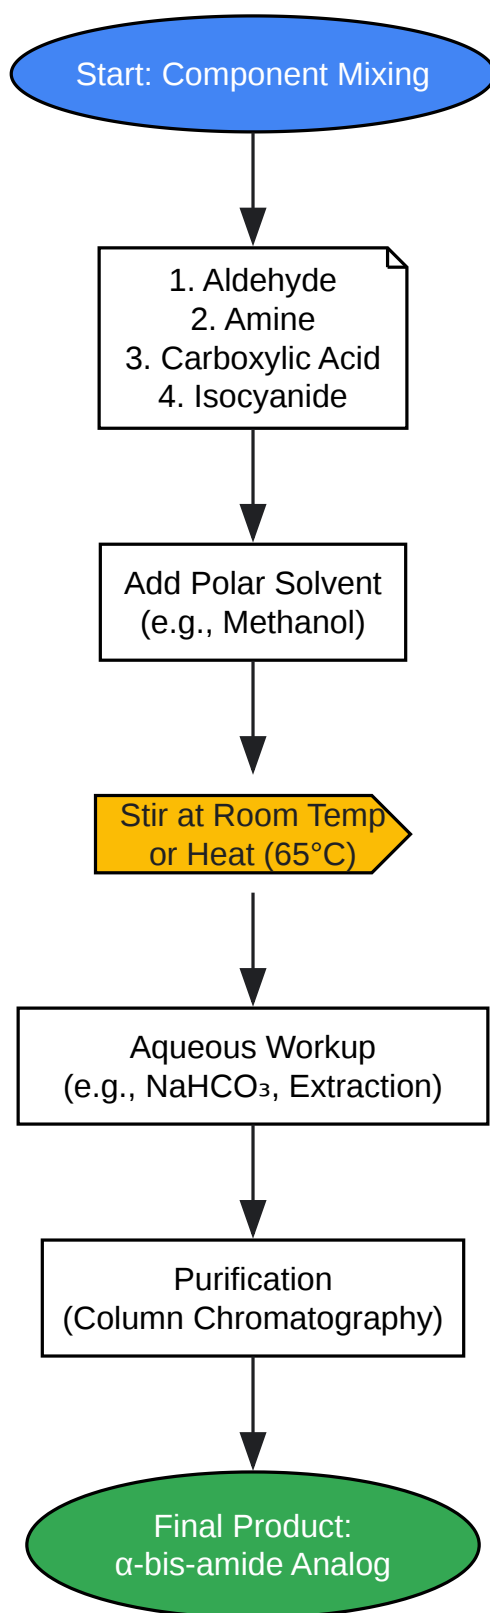 Start: Component Mixing
1. Aldehyde
2. Amine
3. Carboxylic Acid
4. Isocyanide
Add Polar Solvent
(e.g., Methanol)
Stir at Room Temp
or Heat (65°C)
Aqueous Workup
(e.g., NaHCO₃, Extraction)
Purification
(Column Chromatography)
Final Product:
α-bis-amide Analog